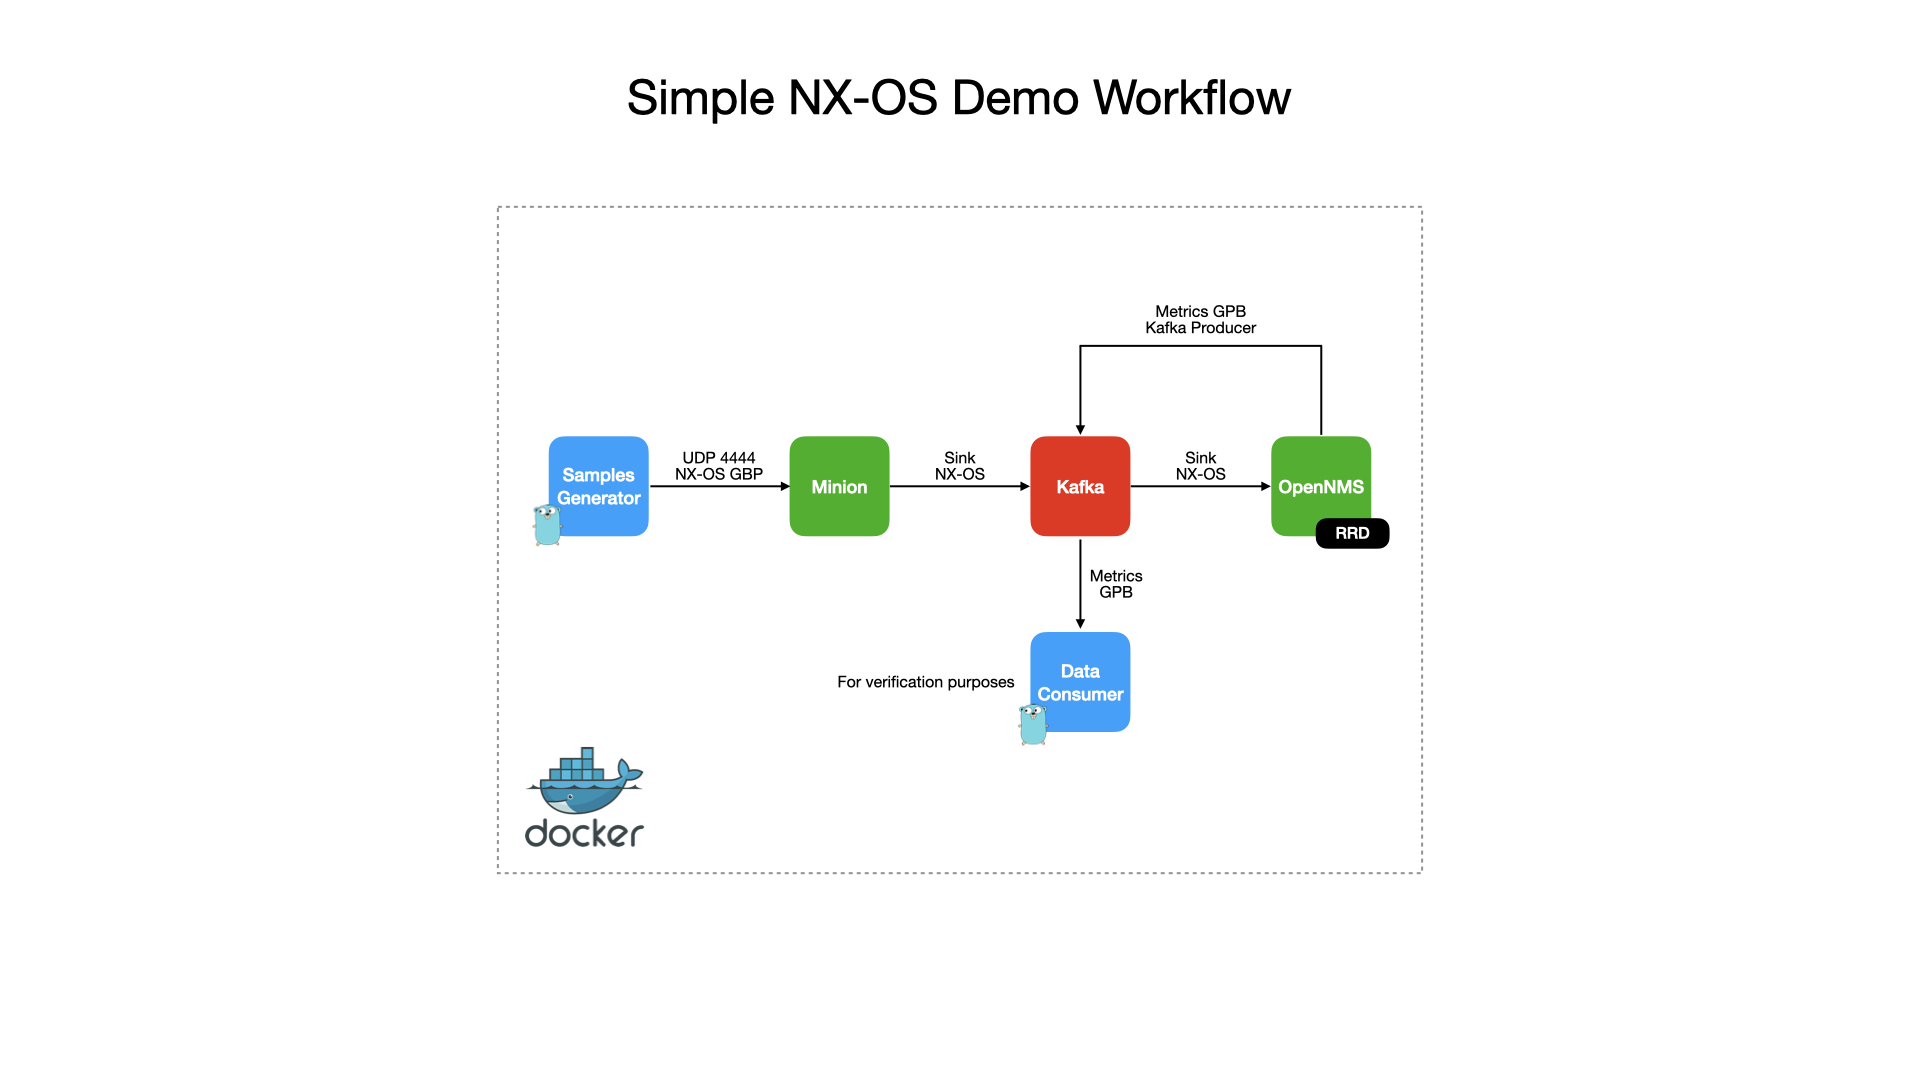 Simple NX-OS Demo Workflow
Metrics GPB
Kafka Producer
Samples
Generator
UDP 4444
NX-OS GBP
Minion
Sink
NX-OS
Kafka
Sink
NX-OS
OpenNMS
RRD
Metrics
GPB
For verification purposes
Data
Consumer
docker